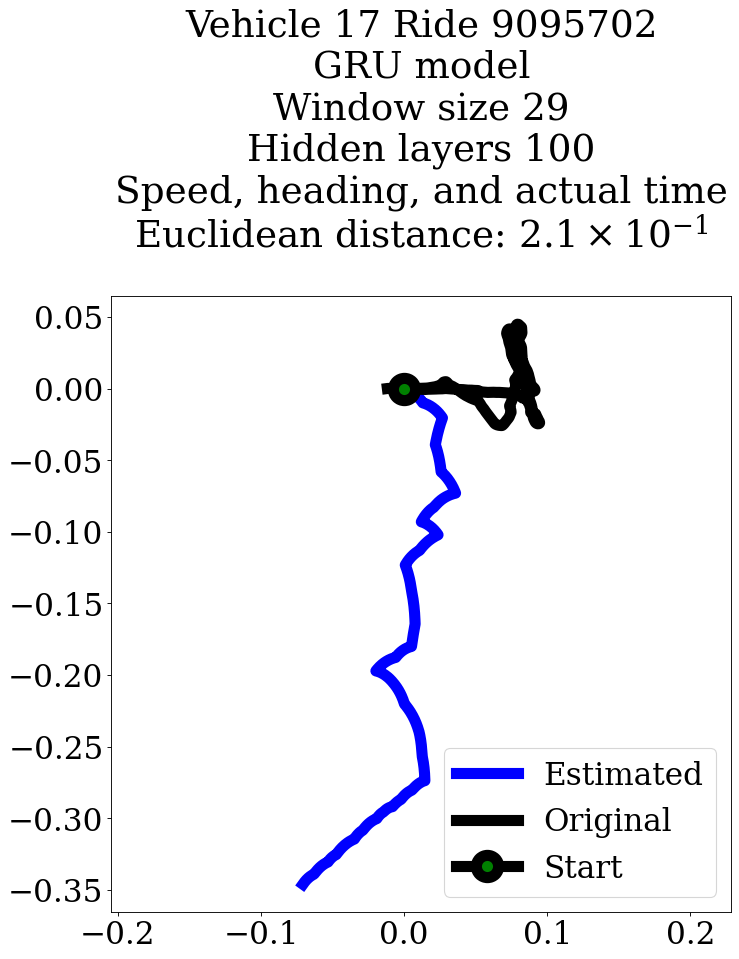 Vehicle 17 Ride 9095702
GRU model
Window size 29
Hidden layers 100
Speed, heading, and actual time
Euclidean distance: 2.1 × 10⁻¹
0.05
0.00
−0.05
−0.10
−0.15
−0.20
−0.25
−0.30
−0.35
Estimated
Original
Start
−0.2 −0.1 0.0 0.1 0.2